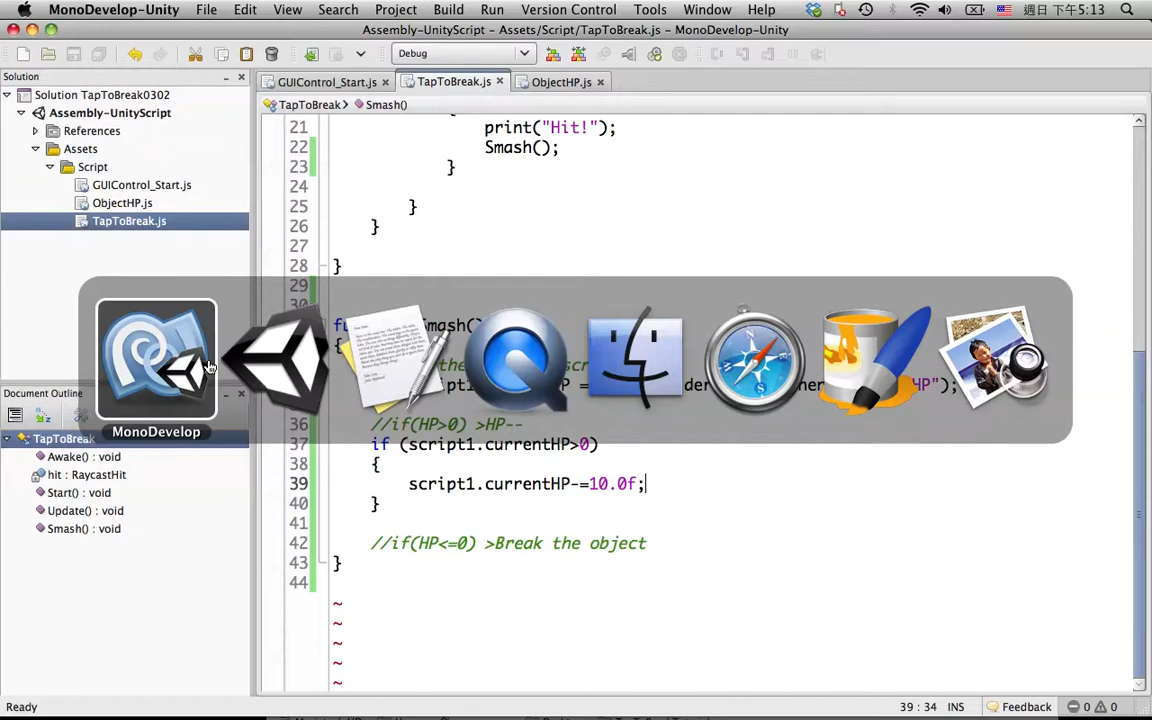 MonoDevelop-Unity File Edit View Search Project Build Run Version Control Tools Window Help 週日 下午5:13
Assembly-UnityScript - Assets/Script/TapToBreak.js - MonoDevelop-Unity
Debug
Solution
GUIControl_Start.js TapToBreak.js ObjectHP.js
Solution TapToBreak0302
TapToBreak Smash()
Assembly-UnityScript
References
Assets
Script
GUIControl_Start.js
ObjectHP.js
TapToBreak.js
21 print("Hit!");
22 Smash();
23 }
24
25 }
26 }
27
28 }
29
Smash()
HP");
36 //if(HP>0) >HP--
37 if (script1.currentHP>0)
38 {
39 script1.currentHP-=10.0f;
40 }
41
42 //if(HP<=0) >Break the object
43 }
44
~
~
~
~
~
MonoDevelop
Document Outline
TapToBreak
Awake() : void
hit : RaycastHit
Start() : void
Update() : void
Smash() : void
Ready 39 : 34 INS Feedback 0 0